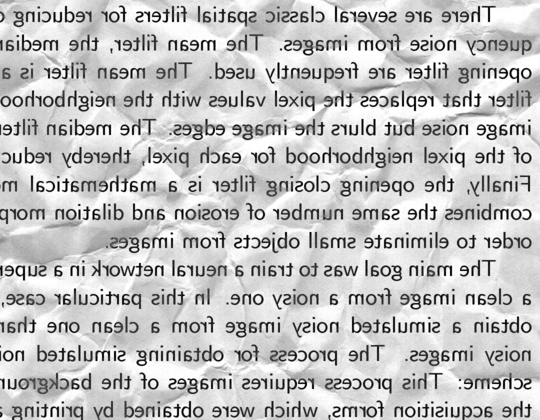 There are several classic spatial filters for reducing o
quency noise from images. The mean filter, the median
opening filter are frequently used. The mean filter is a
filter that replaces the pixel values with the neighborhoo
image noise but blurs the image edges. The median filte
of the pixel neighborhood for each pixel, thereby reduc
Finally, the opening closing filter is a mathematical m
combines the same number of erosion and dilation morp
order to eliminate small objects from images.
The main goal was to train a neural network in a super
a clean image from a noisy one. In this particular case,
obtain a simulated noisy image from a clean one than
noisy images. The process for obtaining simulated noi
scheme: This process requires images of the backgroun
the acquisition forms, which were obtained by printing a